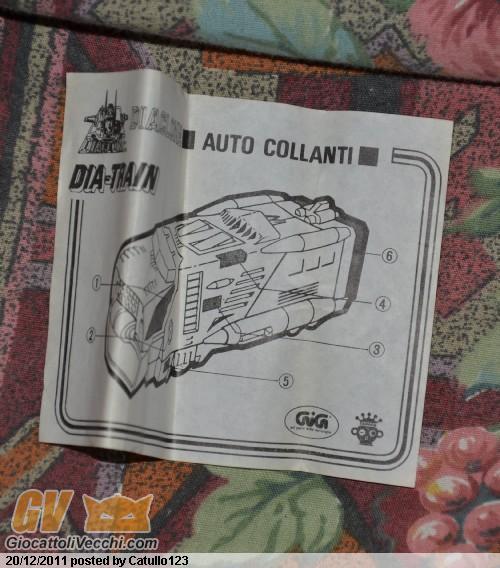 DIACLONE
AUTO COLLANTI
DIA-TRAIN
1
2
3
4
5
6
GiGi
GV
GiocattoliVecchi.com
20/12/2011 posted by Catullo123